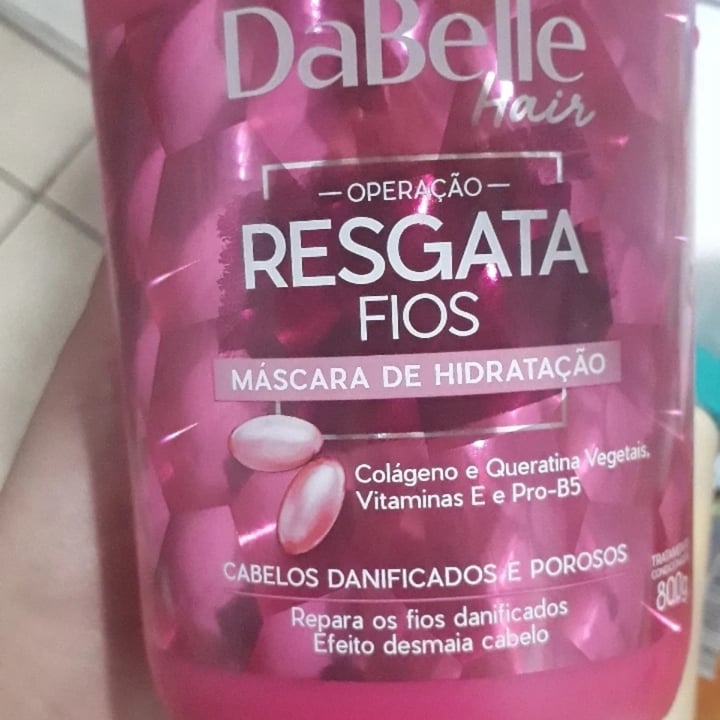 DaBelle
Hair
OPERAÇÃO
RESGATA
FIOS
MÁSCARA DE HIDRATAÇÃO
Colágeno e Queratina Vegetais,
Vitaminas E e Pro-B5
CABELOS DANIFICADOS E POROSOS
Repara os fios danificados
Efeito desmaia cabelo
TRATAMENTO
800g